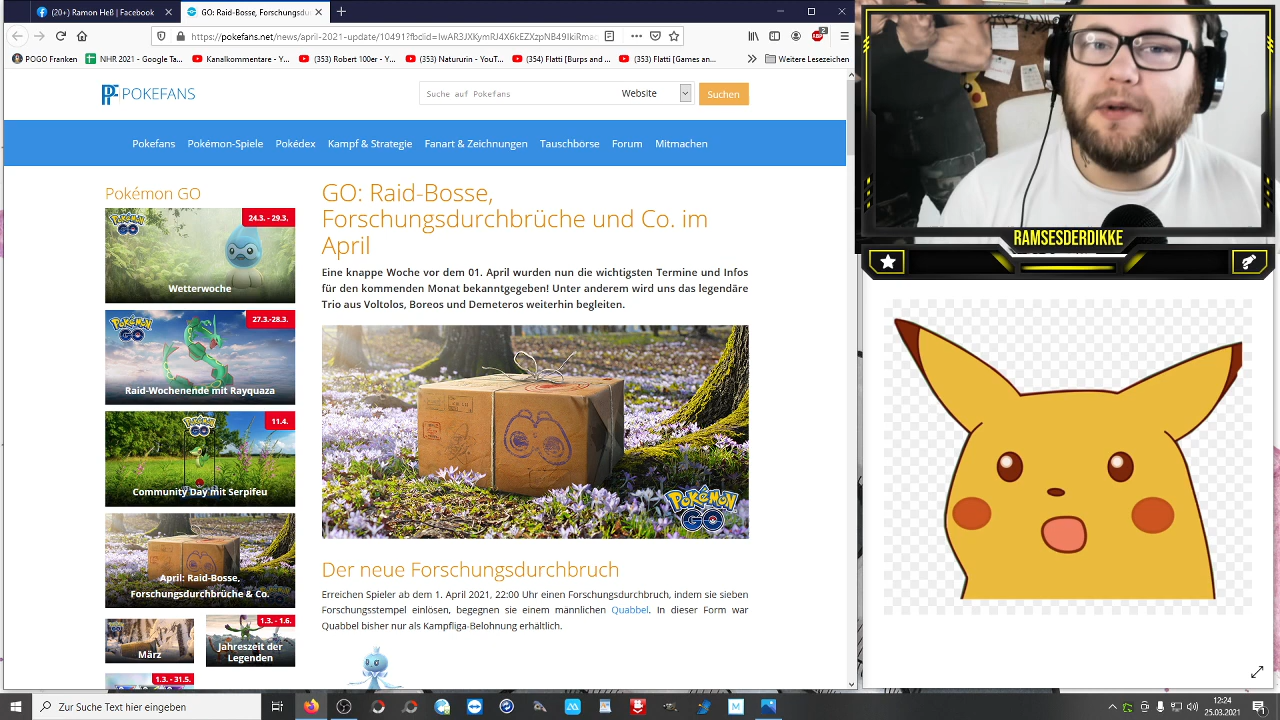 (20+) Ramon Heß | Facebook
GO: Raid-Bosse, Forschungsdu
https://pokefans.net/
POGO Franken
NHR 2021 - Google Ta...
Kanalkommentare - Y...
(353) Robert 100er - Y...
(353) Natururin - YouT...
(354) Flatti [Burps and ...
(353) Flatti [Games an...
Weitere Lesezeichen
POKEFANS
Suche auf Pokefans
Website
Suchen
Pokefans
Pokémon-Spiele
Pokédex
Kampf & Strategie
Fanart & Zeichnungen
Tauschbörse
Forum
Mitmachen
Pokémon GO
24.3. - 29.3.
Wetterwoche
27.3.-28.3.
Raid-Wochenende mit Rayquaza
11.4.
Community Day mit Serpifeu
April: Raid-Bosse,
Forschungsdurchbrüche & Co.
März
1.3. - 1.6.
Jahreszeit der
Legenden
1.3. - 31.5.
GO: Raid-Bosse,
Forschungsdurchbrüche und Co. im
April
Eine knappe Woche vor dem 01. April wurden nun die wichtigsten Termine und Infos
für den kommenden Monat bekanntgegeben! Unter anderem wird uns das legendäre
Trio aus Voltolos, Boreos und Demeteros weiterhin begleiten.
POKÉMON GO
Der neue Forschungsdurchbruch
Erreichen Spieler ab dem 1. April 2021, 22:00 Uhr einen Forschungsdurchbruch, indem sie sieben
Forschungsstempel einlösen, begegnen sie einem männlichen Quabbel. In dieser Form war
Quabbel bisher nur als Kampfliga-Belohnung erhältlich.
RAMSESDERDIKKE
Zur Suche Text hier eingeben
12:24
25.03.2021